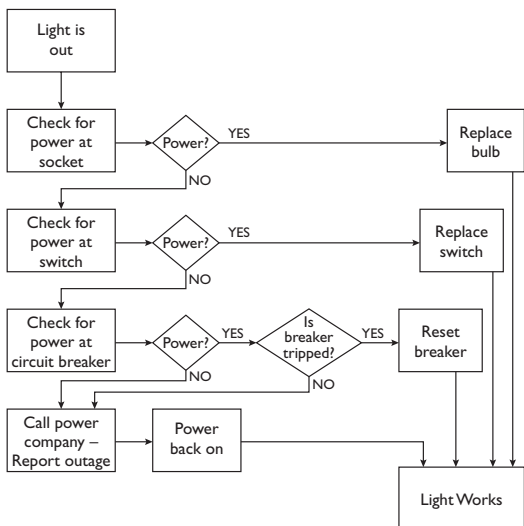 Light is
out
Check for
power at
socket
Power?
YES
Replace
bulb
NO
Check for
power at
switch
Power?
YES
Replace
switch
NO
Check for
power at
circuit breaker
Power?
YES
Is
breaker
tripped?
YES
Reset
breaker
NO
NO
Call power
company –
Report outage
Power
back on
Light Works